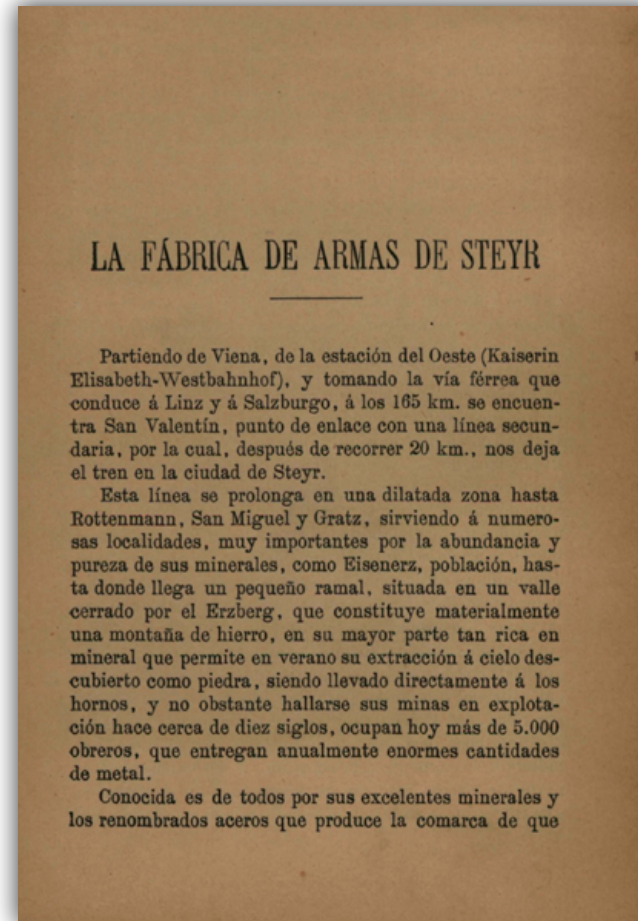 LA FÁBRICA DE ARMAS DE STEYR
Partiendo de Viena, de la estación del Oeste (Kaiserin
Elisabeth-Westbahnhof), y tomando la vía férrea que
conduce á Linz y á Salzburgo, á los 165 km. se encuen-
tra San Valentín, punto de enlace con una línea secun-
daria, por la cual, después de recorrer 20 km., nos deja
el tren en la ciudad de Steyr.
Esta línea se prolonga en una dilatada zona hasta
Rottenmann, San Miguel y Gratz, sirviendo á numero-
sas localidades, muy importantes por la abundancia y
pureza de sus minerales, como Eisenerz, población, has-
ta donde llega un pequeño ramal, situada en un valle
cerrado por el Erzberg, que constituye materialmente
una montaña de hierro, en su mayor parte tan rica en
mineral que permite en verano su extracción á cielo des-
cubierto como piedra, siendo llevado directamente á los
hornos, y no obstante hallarse sus minas en explota-
ción hace cerca de diez siglos, ocupan hoy más de 5.000
obreros, que entregan anualmente enormes cantidades
de metal.
Conocida es de todos por sus excelentes minerales y
los renombrados aceros que produce la comarca de que